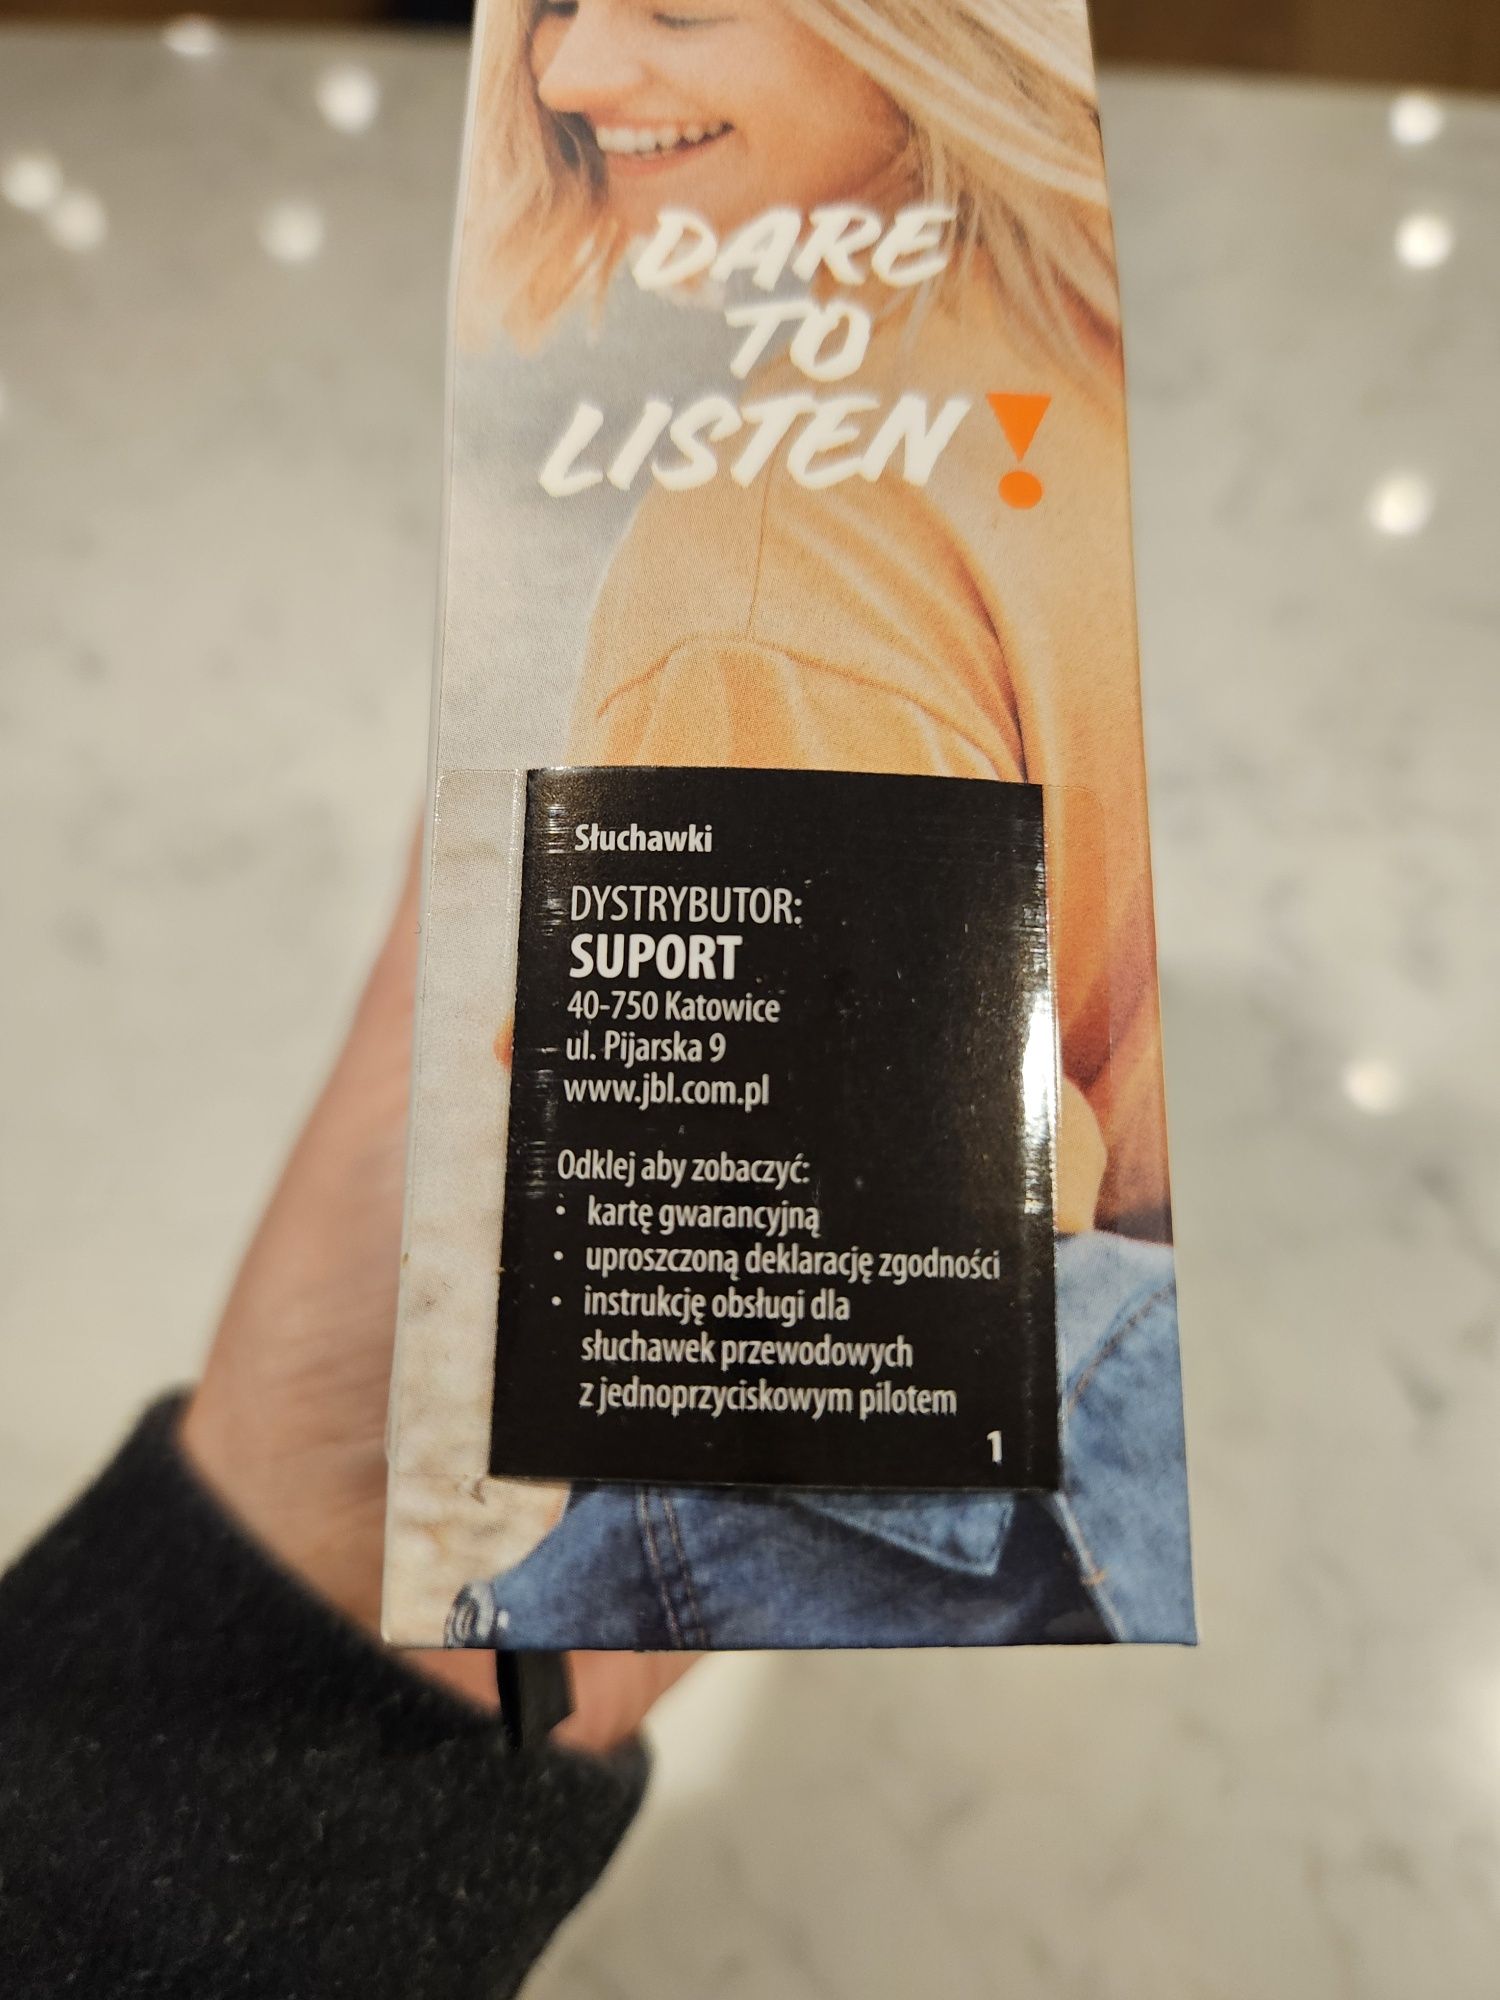 DARE
TO
LISTEN!
Słuchawki
DYSTRYBUTOR:
SUPORT
40-750 Katowice
ul. Pijarska 9
www.jbl.com.pl
Odklej aby zobaczyć:
• kartę gwarancyjną
• uproszczoną deklarację zgodności
• instrukcję obsługi dla
słuchawek przewodowych
z jednoprzyciskowym pilotem
1